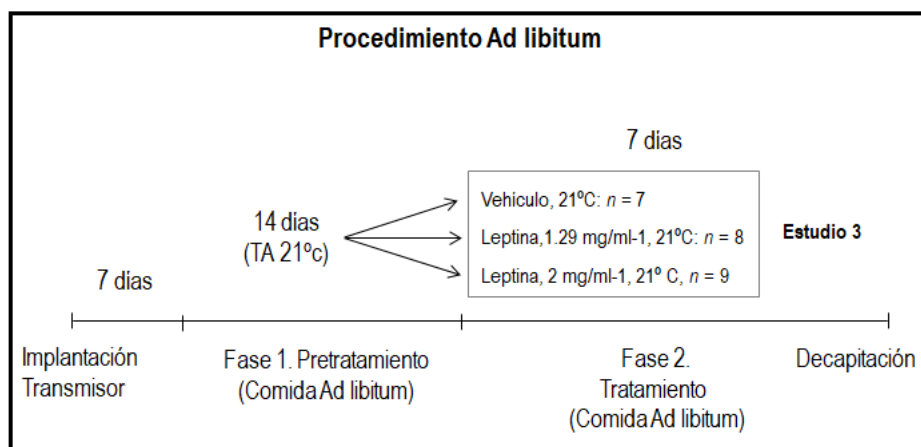 Procedimiento Ad libitum
7 dias
Vehículo, 21ºC: n = 7
14 dias
(TA 21ºc)
Leptina,1.29 mg/ml-1, 21ºC: n = 8
Estudio 3
Leptina, 2 mg/ml-1, 21º C, n = 9
7 dias
Implantación
Transmisor
Fase 1. Pretratamiento
(Comida Ad libitum)
Fase 2.
Tratamiento
(Comida Ad libitum)
Decapitación